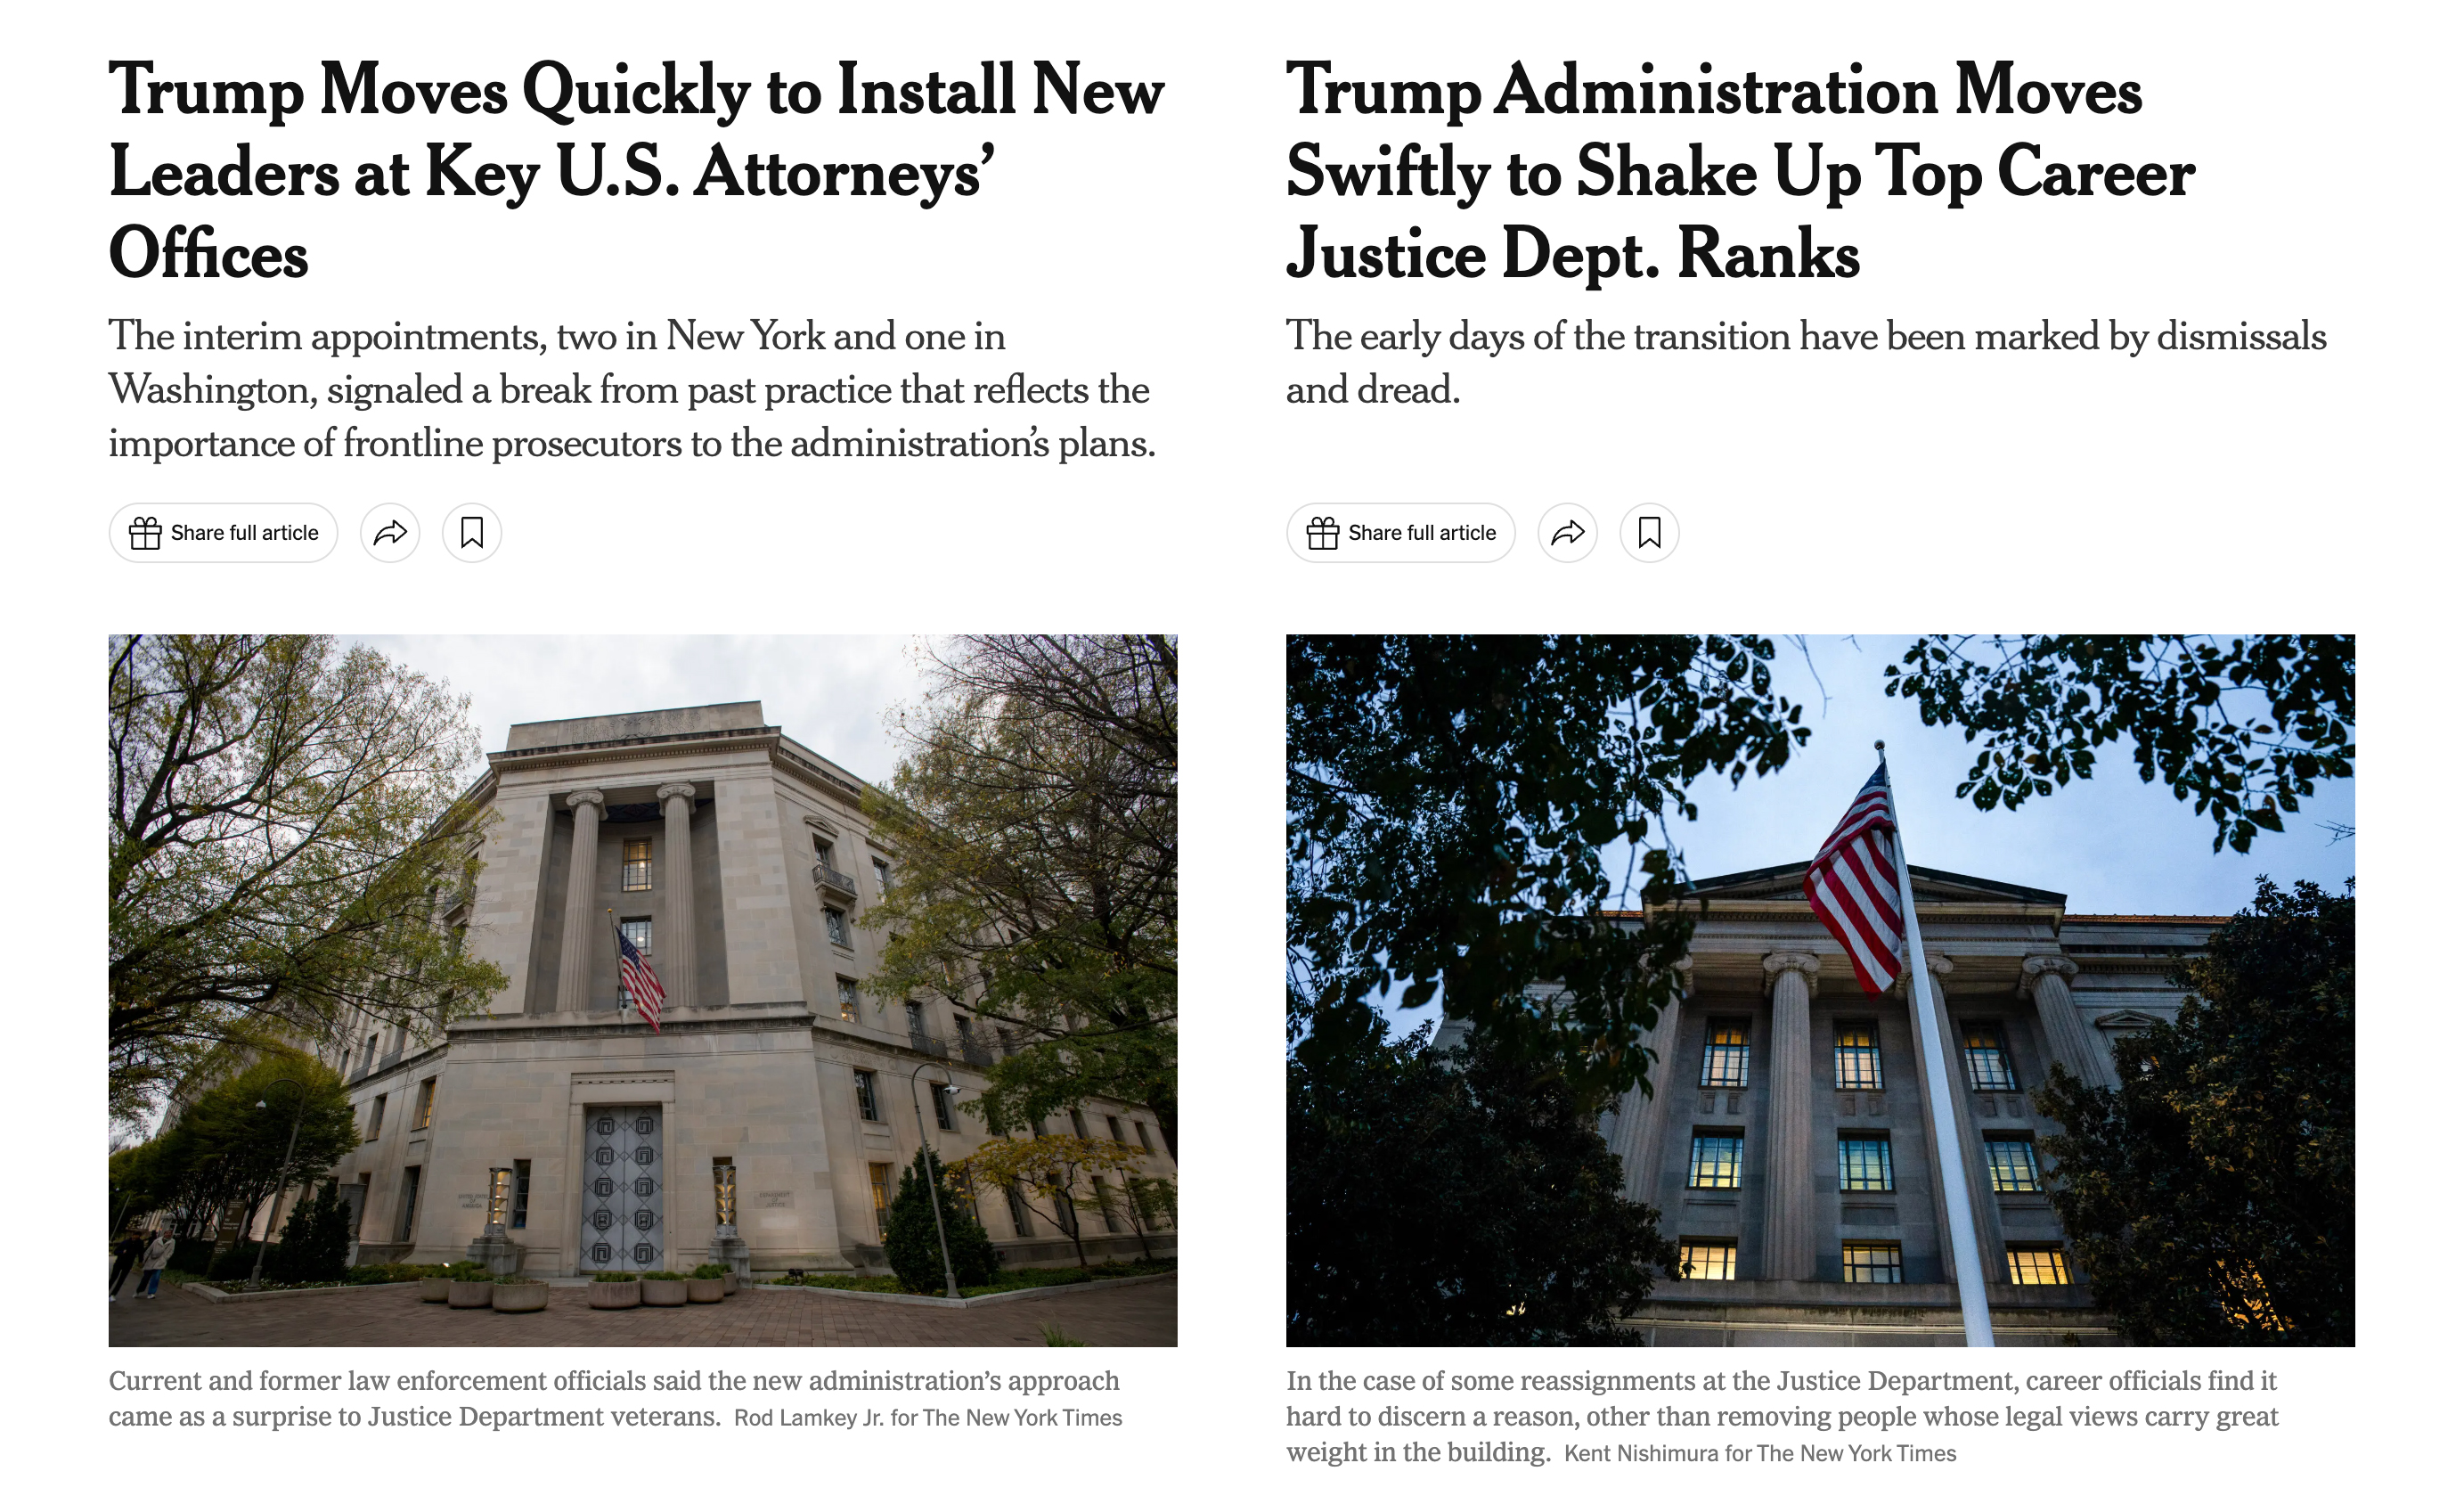 Trump Moves Quickly to Install New
Leaders at Key U.S. Attorneys’
Offices
The interim appointments, two in New York and one in
Washington, signaled a break from past practice that reflects the
importance of frontline prosecutors to the administration’s plans.
Share full article
Current and former law enforcement officials said the new administration’s approach
came as a surprise to Justice Department veterans. Rod Lamkey Jr. for The New York Times
Trump Administration Moves
Swiftly to Shake Up Top Career
Justice Dept. Ranks
The early days of the transition have been marked by dismissals
and dread.
Share full article
In the case of some reassignments at the Justice Department, career officials find it
hard to discern a reason, other than removing people whose legal views carry great
weight in the building. Kent Nishimura for The New York Times